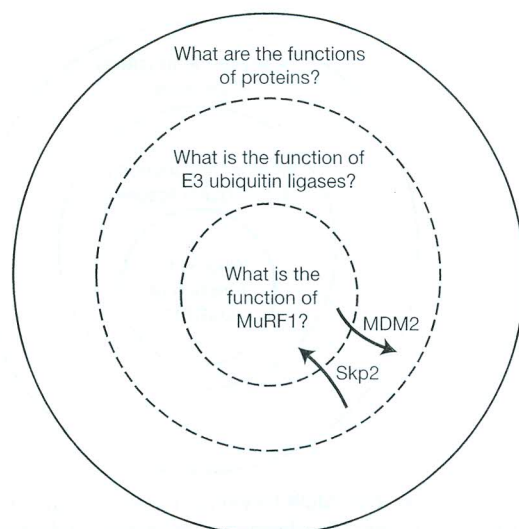 What are the functions
of proteins?
What is the function of
E3 ubiquitin ligases?
What is the
function of
MuRF1?
MDM2
Skp2